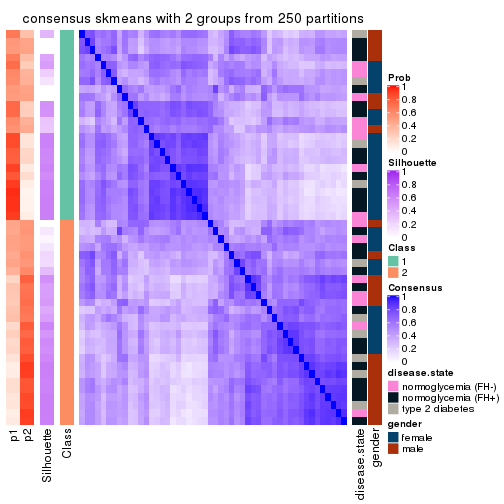 consensus skmeans with 2 groups from 250 partitions
Prob
1
0.8
0.6
0.4
0.2
0
Silhouette
1
0.8
0.6
0.4
0.2
0
Class
1
2
Consensus
1
0.8
0.6
0.4
0.2
0
disease.state
normoglycemia (FH-)
normoglycemia (FH+)
type 2 diabetes
gender
female
male
p1
p2
Silhouette
Class
disease.state
gender